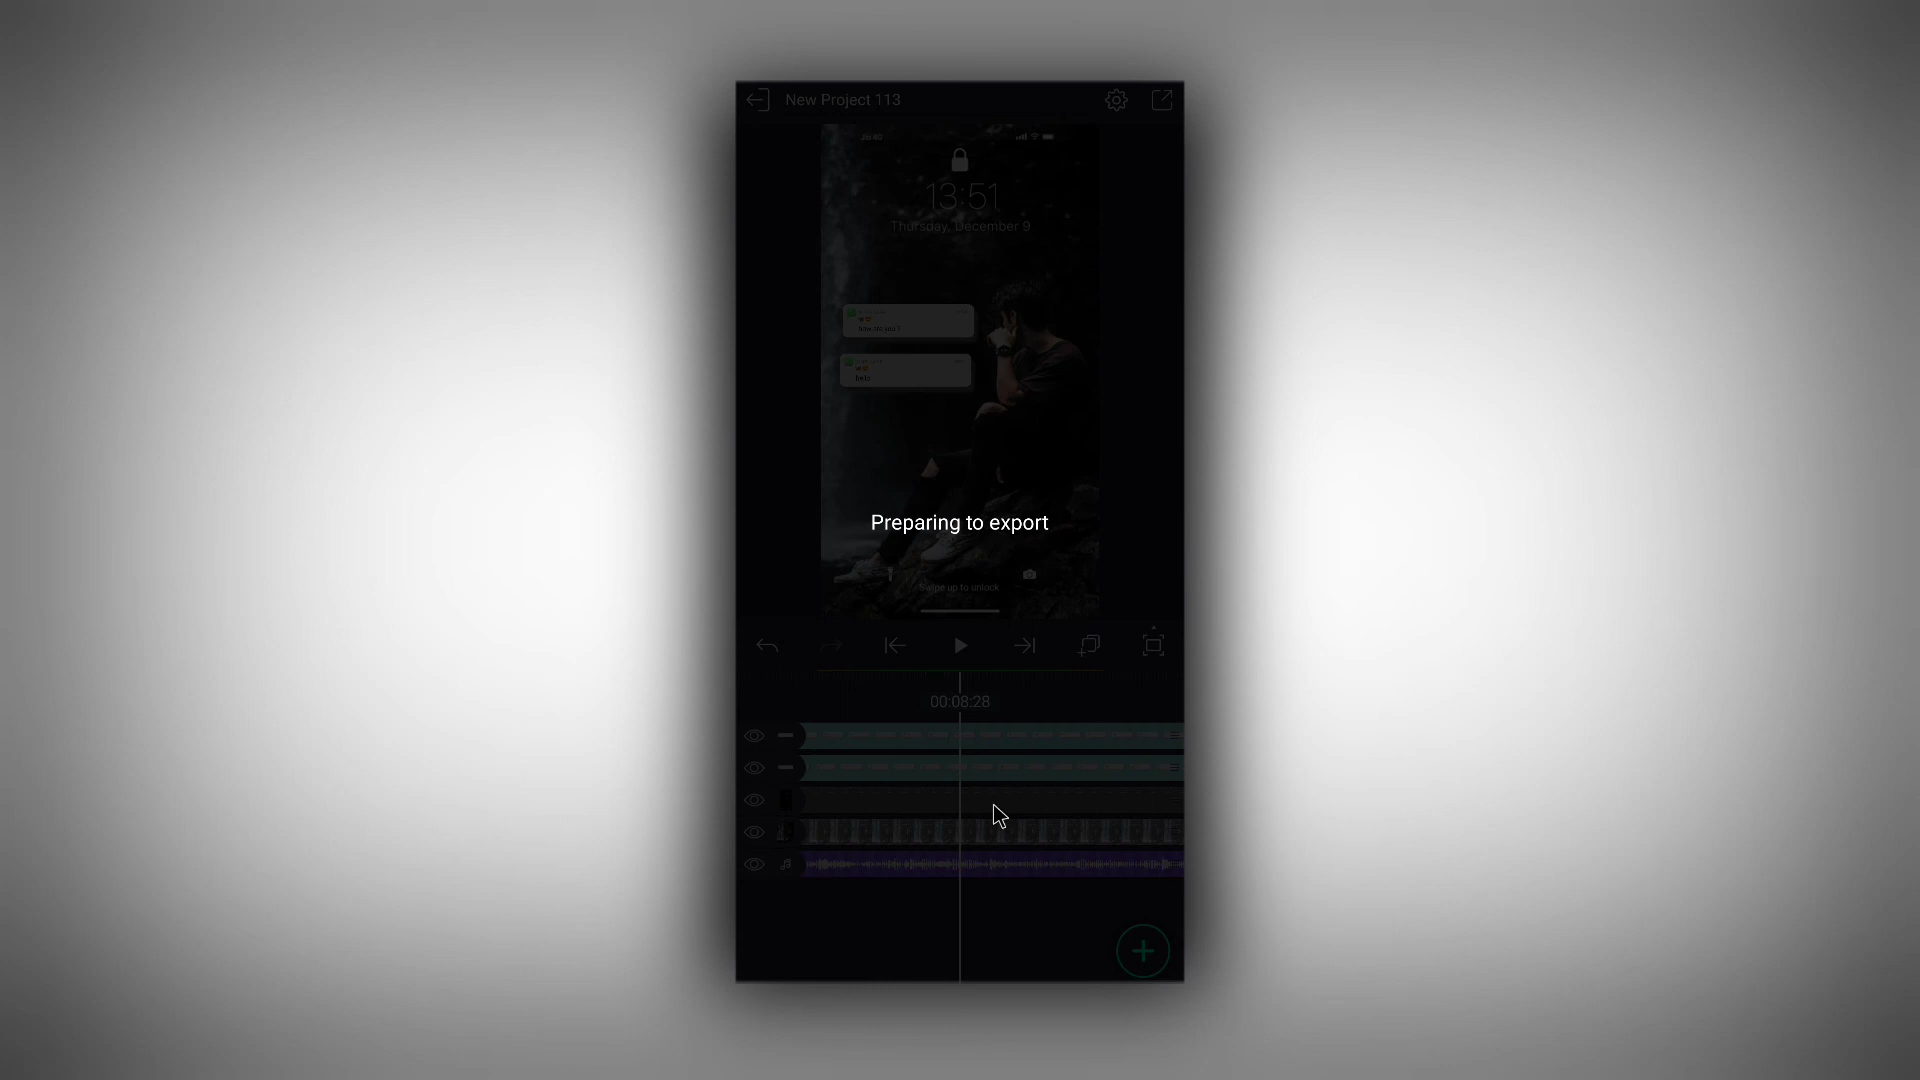 New Project 113
13:51
Thursday, December 9
how are you ?
hello
Preparing to export
Swipe up to unlock
00:08:28